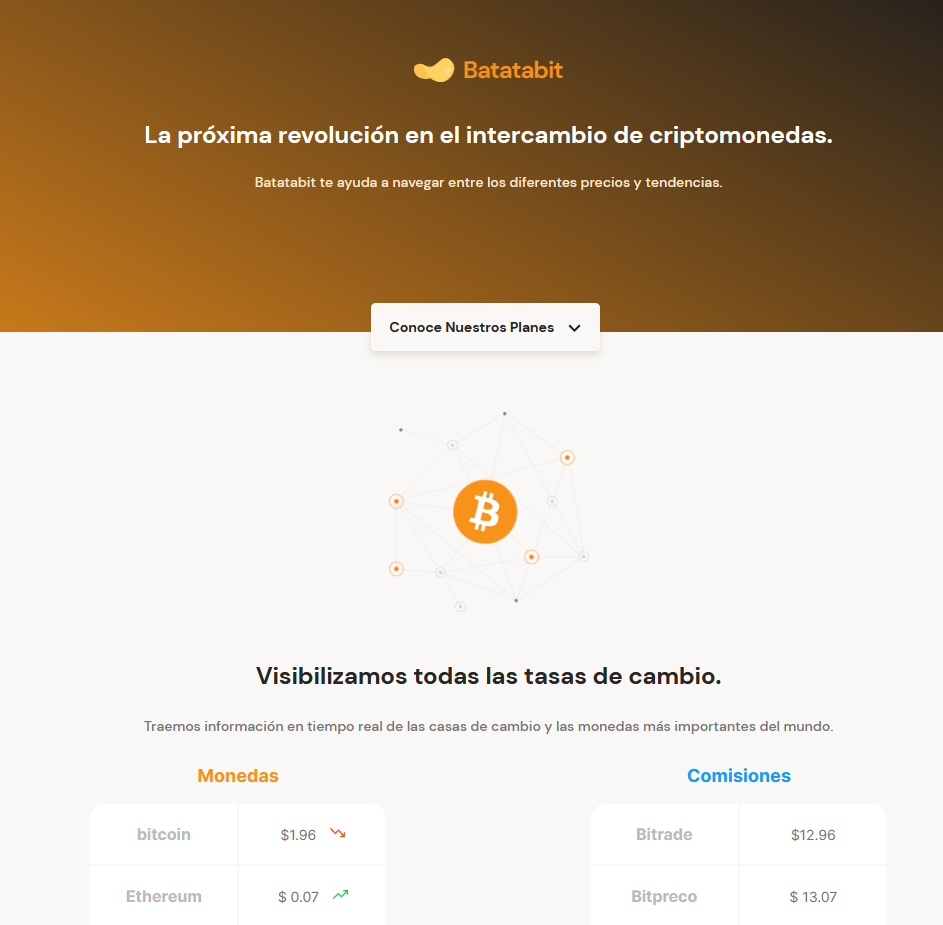 Batatabit
La próxima revolución en el intercambio de criptomonedas.
Batatabit te ayuda a navegar entre los diferentes precios y tendencias.
Conoce Nuestros Planes
Visibilizamos todas las tasas de cambio.
Traemos información en tiempo real de las casas de cambio y las monedas más importantes del mundo.
Monedas
bitcoin $1.96
Ethereum $ 0.07
Comisiones
Bitrade $12.96
Bitpreco $ 13.07